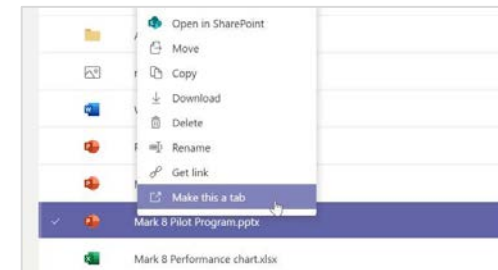 Open in SharePoint
Move
Copy
Download
Delete
Rename
Get link
Make this a tab
Mark 8 Pilot Program.pptx
Mark 8 Performance chart.xlsx